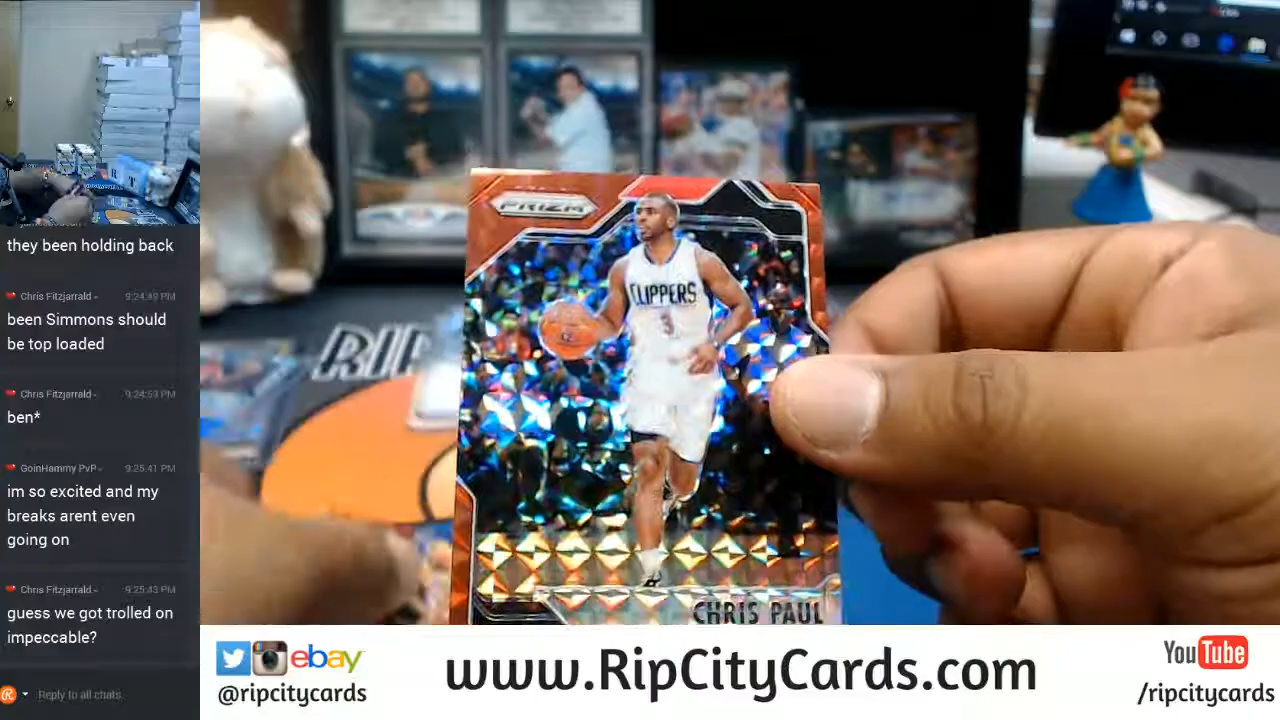 they been holding back
Chris Fitzjarrald 9:24:49 PM
been Simmons should
be top loaded
Chris Fitzjarrald 9:24:53 PM
ben*
GoinHammy PvP 9:25:41 PM
im so excited and my
breaks arent even
going on
Chris Fitzjarrald 9:25:43 PM
guess we got trolled on
impeccable?
Reply to all chats.
PRIZM
CLIPPERS
3
CHRIS PAUL
RIP
ebay
@ripcitycards
www.RipCityCards.com
YouTube
/ripcitycards